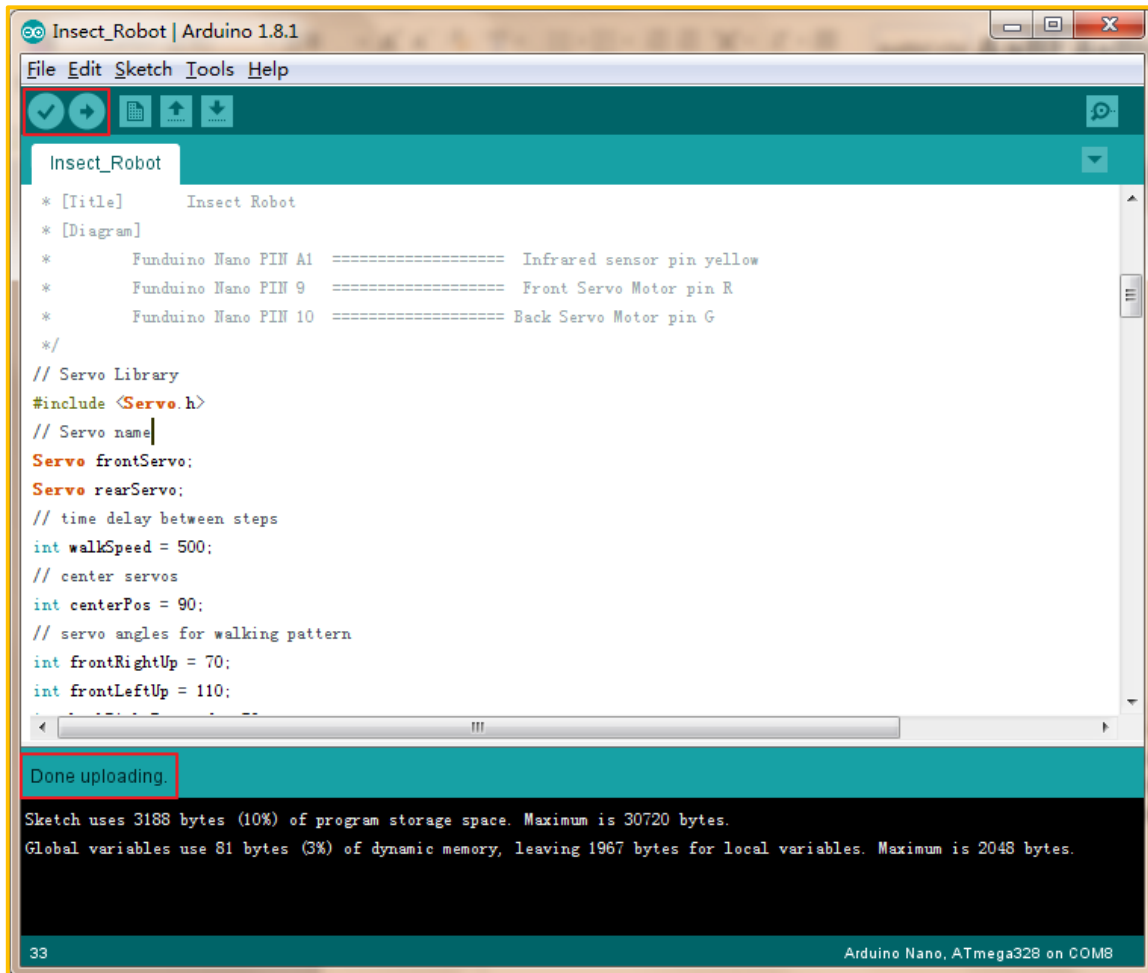 Insect_Robot | Arduino 1.8.1
File Edit Sketch Tools Help
Insect_Robot
* [Title] Insect Robot
* [Diagram]
* Funduino Nano PIN A1 =================== Infrared sensor pin yellow
* Funduino Nano PIN 9 =================== Front Servo Motor pin R
* Funduino Nano PIN 10 =================== Back Servo Motor pin G
*/
// Servo Library
#include <Servo.h>
// Servo name
Servo frontServo;
Servo rearServo;
// time delay between steps
int walkSpeed = 500;
// center servos
int centerPos = 90;
// servo angles for walking pattern
int frontRightUp = 70;
int frontLeftUp = 110;
Done uploading.
Sketch uses 3188 bytes (10%) of program storage space. Maximum is 30720 bytes.
Global variables use 81 bytes (3%) of dynamic memory, leaving 1967 bytes for local variables. Maximum is 2048 bytes.
33
Arduino Nano, ATmega328 on COM8